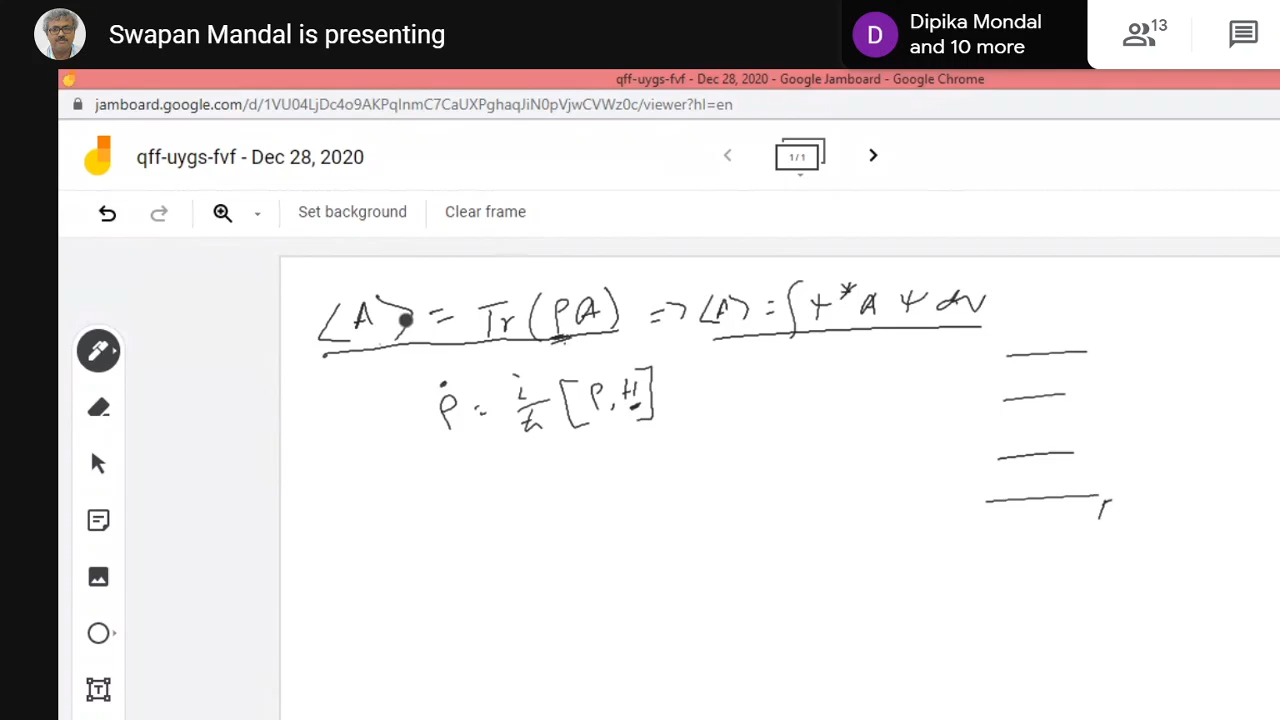 Swapan Mandal is presenting
D
Dipika Mondal
and 10 more
13
qff-uygs-fvf - Dec 28, 2020 - Google Jamboard - Google Chrome
jamboard.google.com/d/1VU04LjDc4o9AKPqInmC7CaUXPghaqJiN0pVjwCVWz0c/viewer?hl=en
qff-uygs-fvf - Dec 28, 2020
1/1
Set background
Clear frame
⟨A⟩ = Tr(ρA) => ⟨A⟩ = ∫ψ*A ψ dv
ρ̇ = i/ħ [ρ, H]
T